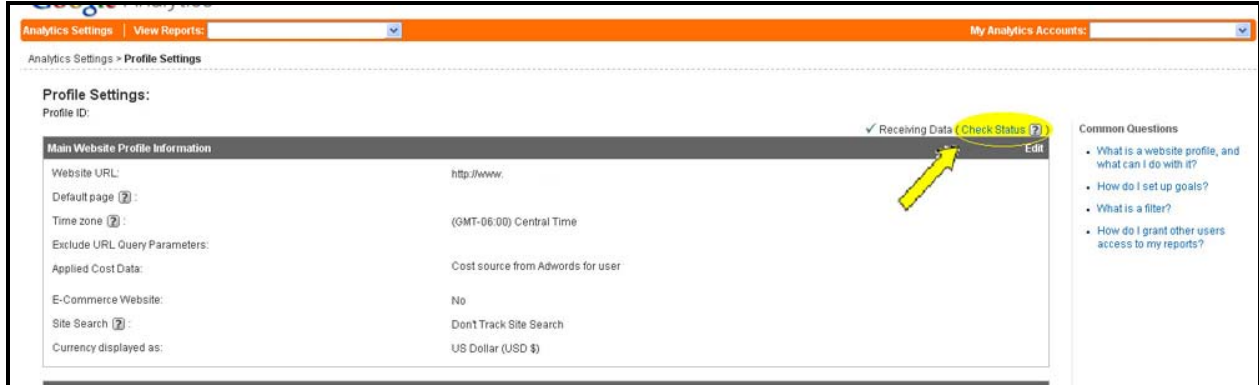 Google Analytics
Analytics Settings | View Reports: My Analytics Accounts:
Analytics Settings > Profile Settings
Profile Settings:
Profile ID:
✓ Receiving Data ( Check Status ? )
Main Website Profile Information Edit
Website URL: http://www.
Default page ? :
Time zone ? : (GMT-06:00) Central Time
Exclude URL Query Parameters:
Applied Cost Data: Cost source from Adwords for user
E-Commerce Website: No
Site Search ? : Don't Track Site Search
Currency displayed as: US Dollar (USD $)
Common Questions
• What is a website profile, and
what can I do with it?
• How do I set up goals?
• What is a filter?
• How do I grant other users
access to my reports?